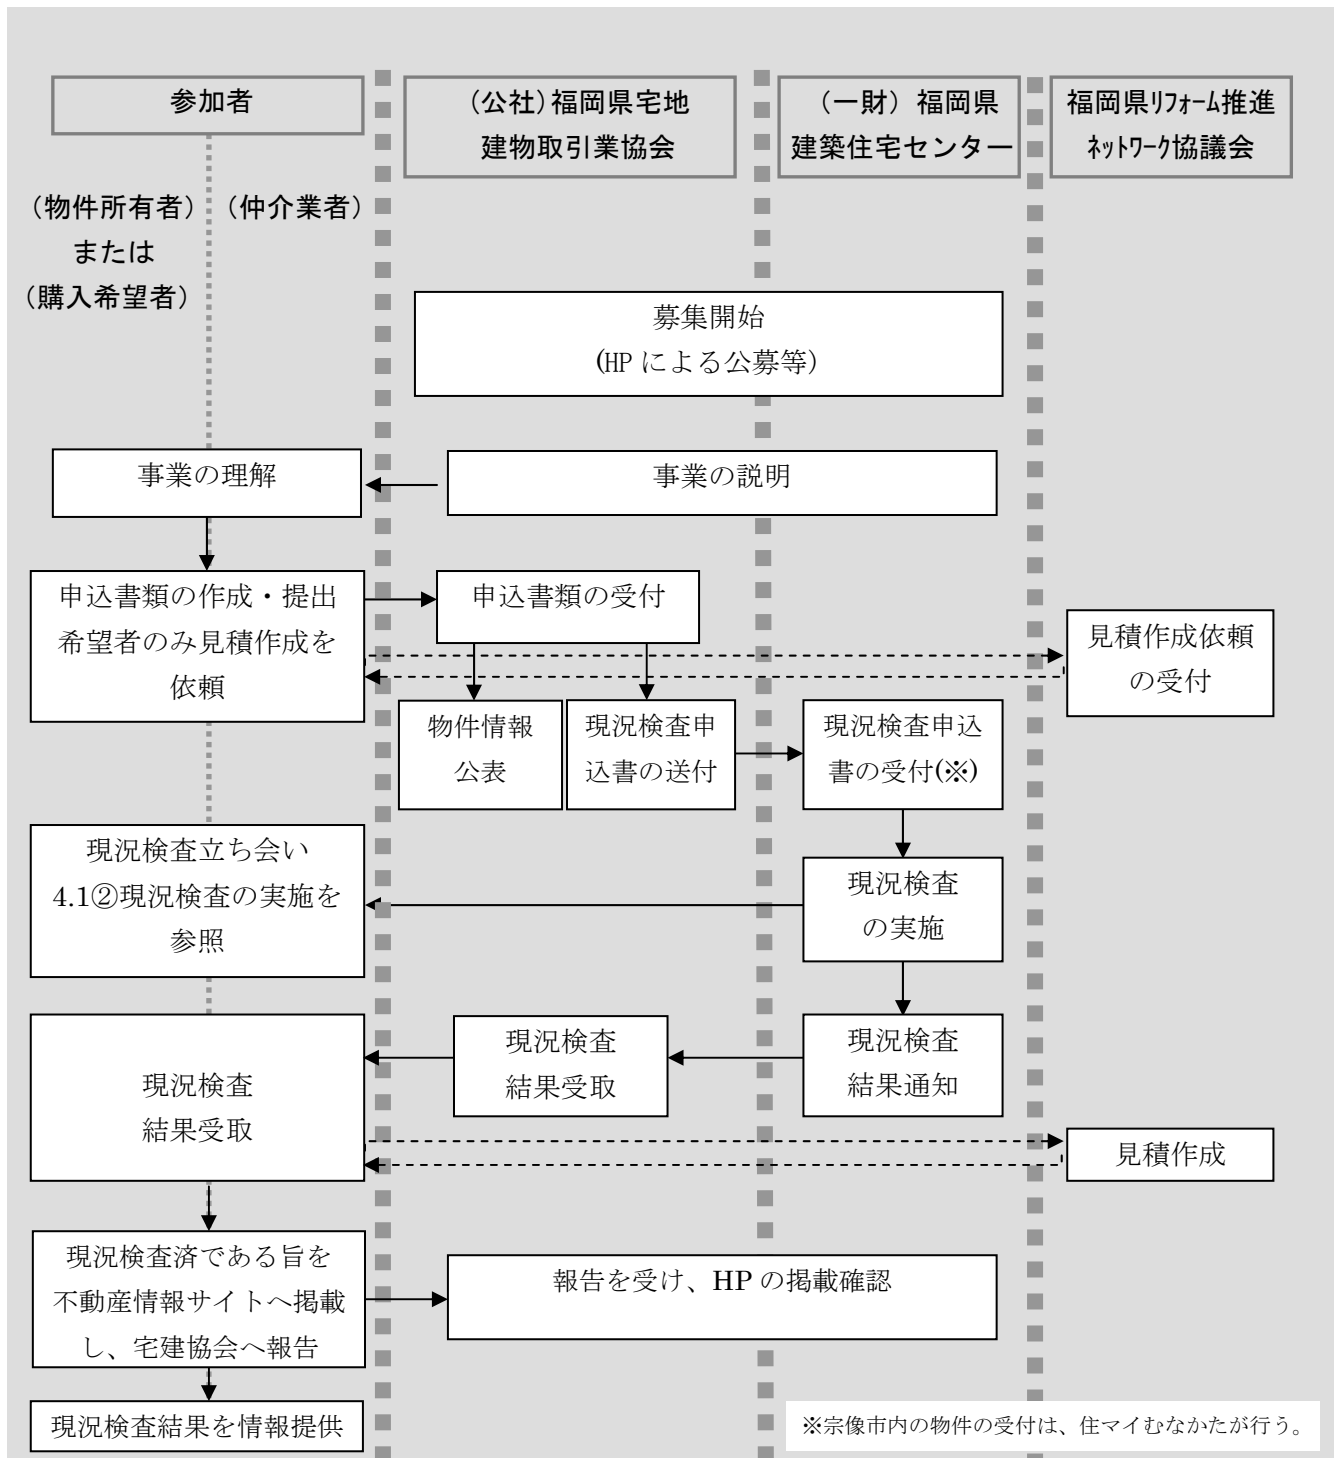 参加者
（公社）福岡県宅地
建物取引業協会
（一財）福岡県
建築住宅センター
福岡県ﾘﾌｫｰﾑ推進
ﾈｯﾄﾜｰｸ協議会
（物件所有者）
または
（購入希望者）
（仲介業者）
募集開始
(HPによる公募等）
事業の理解
事業の説明
申込書類の作成・提出
希望者のみ見積作成を
依頼
申込書類の受付
見積作成依頼
の受付
物件情報
公表
現況検査申
込書の送付
現況検査申込
書の受付(※)
現況検査立ち会い
4.1②現況検査の実施を
参照
現況検査
の実施
現況検査
結果受取
現況検査
結果受取
現況検査
結果通知
見積作成
現況検査済である旨を
不動産情報サイトへ掲載
し、宅建協会へ報告
報告を受け、HPの掲載確認
現況検査結果を情報提供
※宗像市内の物件の受付は、住マイむなかたが行う。